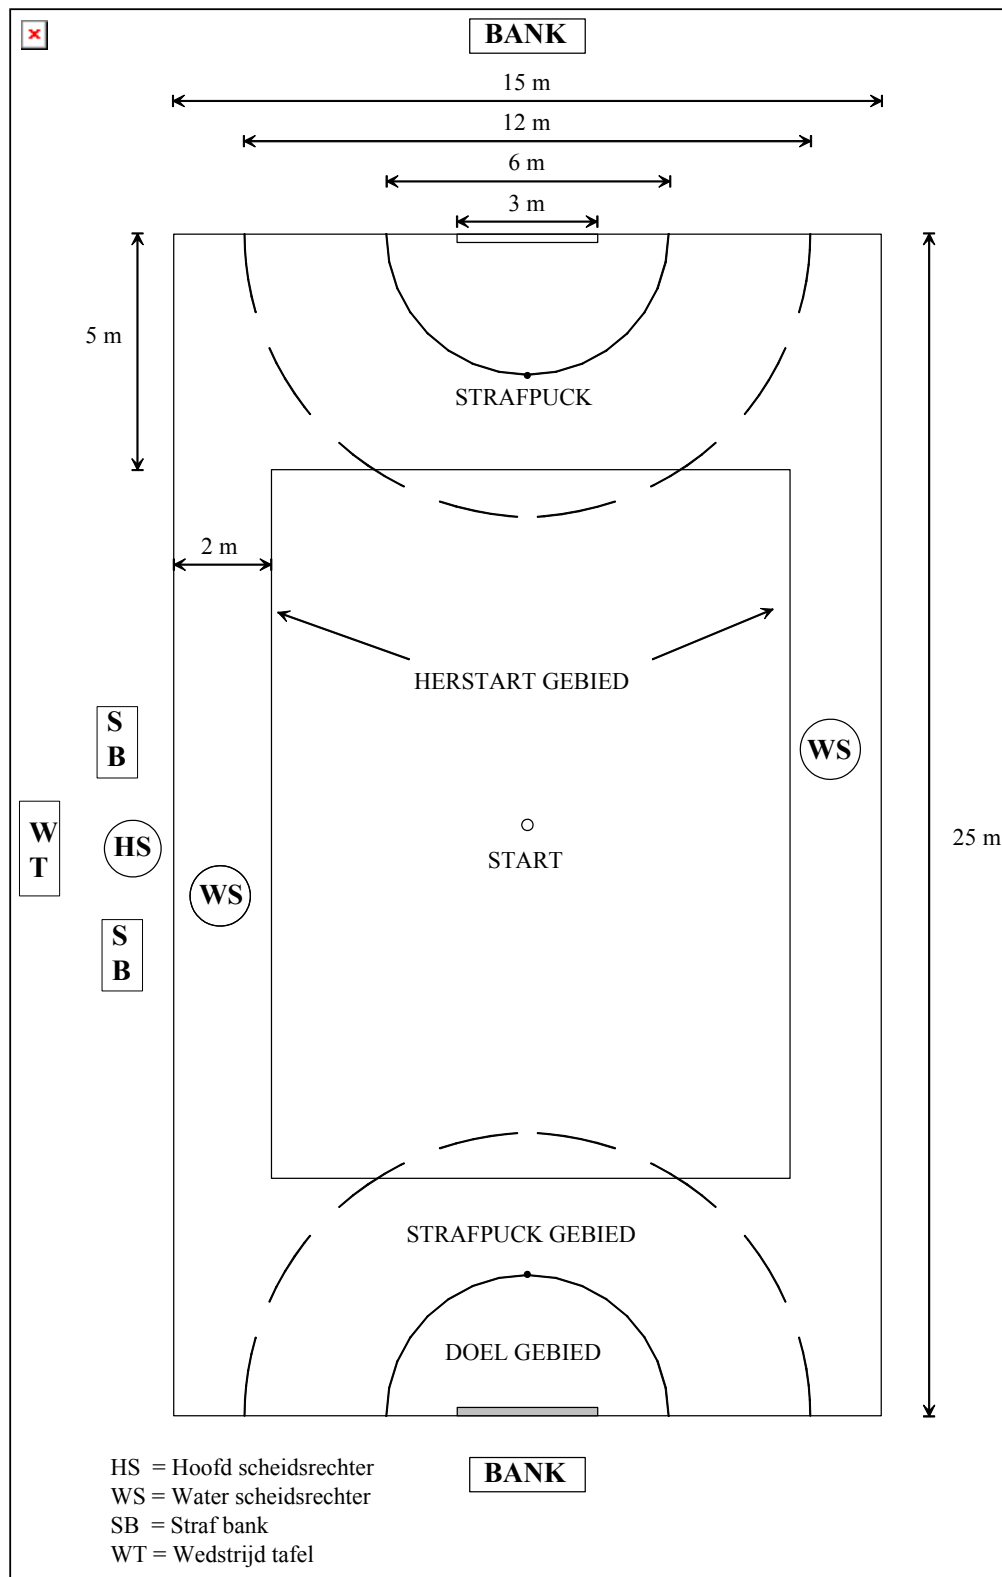 BANK
15 m
12 m
6 m
3 m
5 m
STRAFPUCK
2 m
HERSTART GEBIED
S
B
WS
W
T
HS
START
25 m
WS
S
B
STRAFPUCK GEBIED
DOEL GEBIED
BANK
HS = Hoofd scheidsrechter
WS = Water scheidsrechter
SB = Straf bank
WT = Wedstrijd tafel